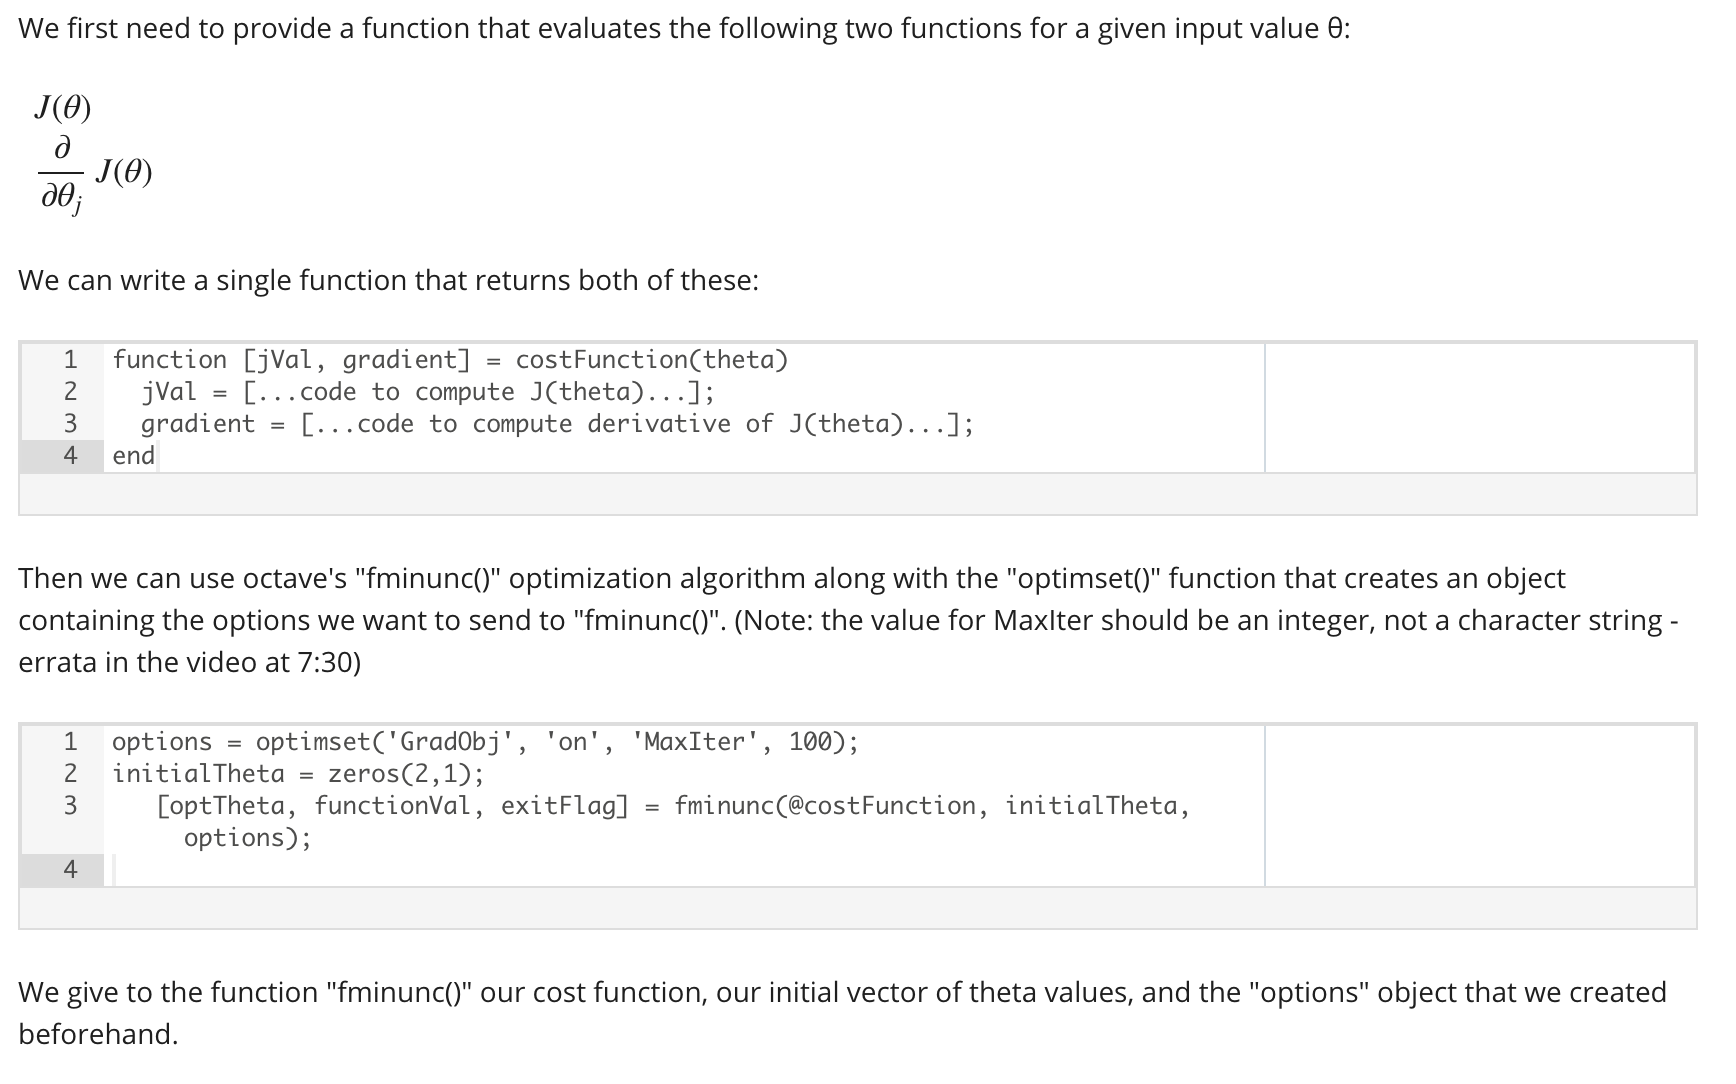 We first need to provide a function that evaluates the following two functions for a given input value θ:
J(θ)
∂
∂θj
J(θ)
We can write a single function that returns both of these:
1 function [jVal, gradient] = costFunction(theta)
2   jVal = [...code to compute J(theta)...];
3   gradient = [...code to compute derivative of J(theta)...];
4 end
Then we can use octave's "fminunc()" optimization algorithm along with the "optimset()" function that creates an object
containing the options we want to send to "fminunc()". (Note: the value for MaxIter should be an integer, not a character string -
errata in the video at 7:30)
1 options = optimset('GradObj', 'on', 'MaxIter', 100);
2 initialTheta = zeros(2,1);
3    [optTheta, functionVal, exitFlag] = fminunc(@costFunction, initialTheta,
     options);
4
We give to the function "fminunc()" our cost function, our initial vector of theta values, and the "options" object that we created
beforehand.